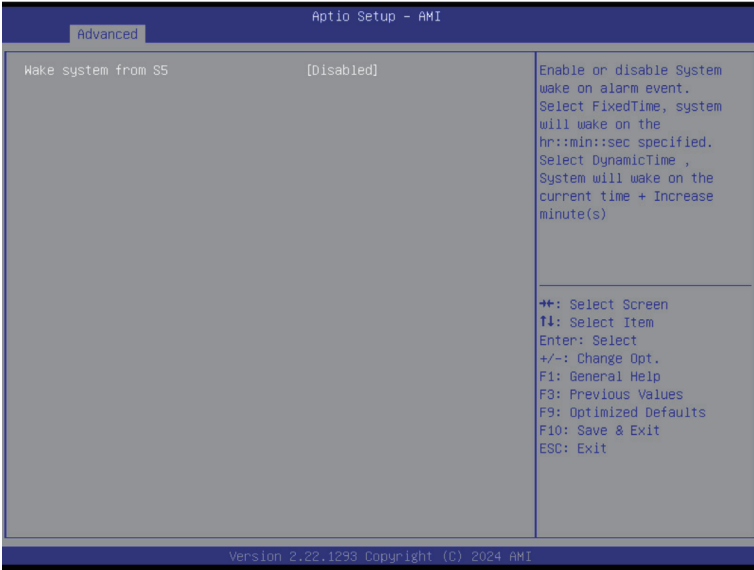 Aptio Setup – AMI
Advanced
Wake system from S5 [Disabled]
Enable or disable System
wake on alarm event.
Select FixedTime, system
will wake on the
hr::min::sec specified.
Select DynamicTime ,
System will wake on the
current time + Increase
minute(s)
→←: Select Screen
↑↓: Select Item
Enter: Select
+/-: Change Opt.
F1: General Help
F3: Previous Values
F9: Optimized Defaults
F10: Save & Exit
ESC: Exit
Version 2.22.1293 Copyright (C) 2024 AMI